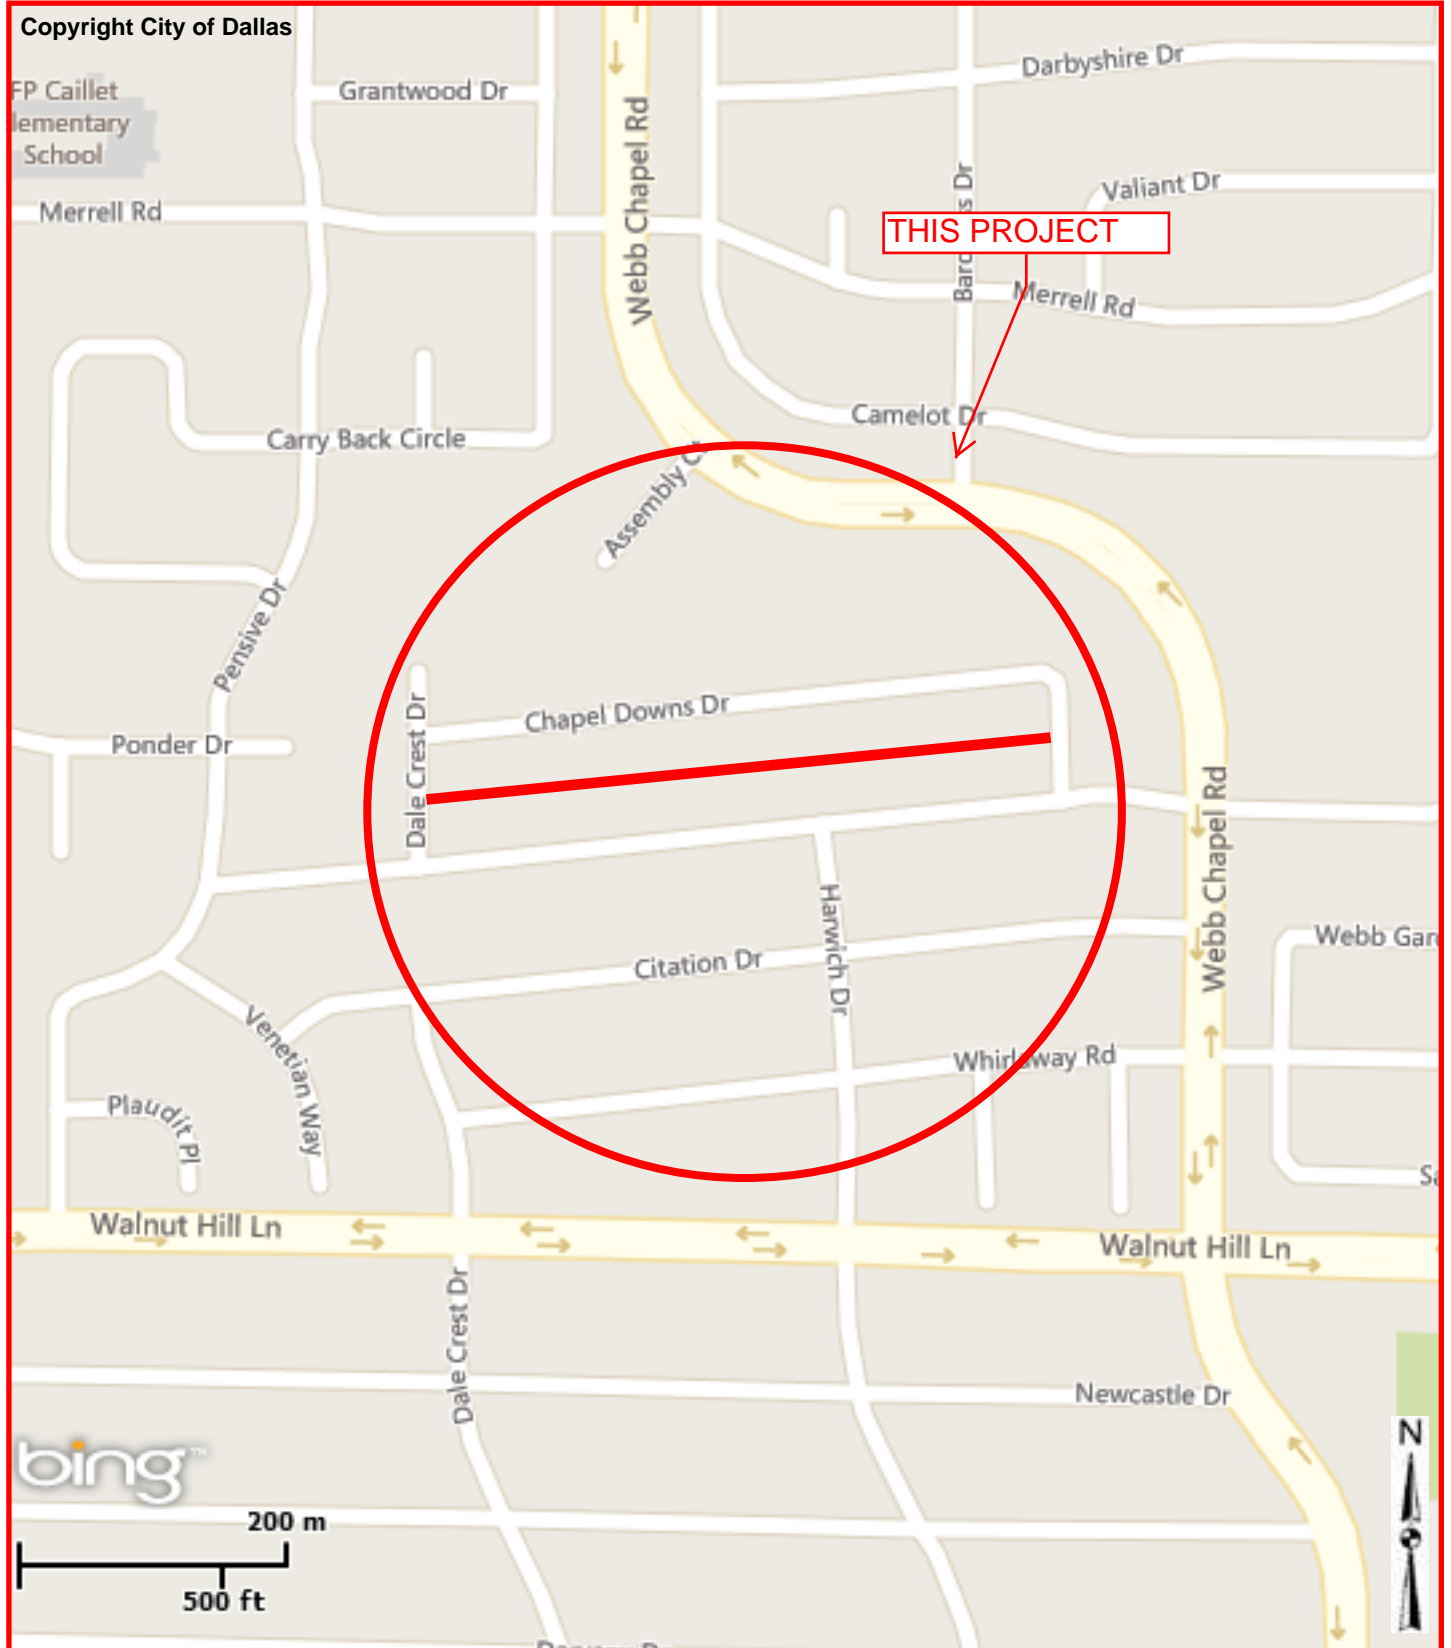 Copyright City of Dallas
Darbyshire Dr
FP Caillet
Grantwood Dr
lementary
School
Webb Chapel Rd
Valiant Dr
Merrell Rd
THIS PROJECT
Merrell Rd
Camelot Dr
Carry Back Circle
Assembly
Pensive Dr
Chapel Downs Dr
Dale Crest Dr
Ponder Dr
Webb Chapel Rd
Harwich Dr
Webb
Citation Dr
Venetian Way
Whirlaway Rd
Plaudit Pl
Walnut Hill Ln
Walnut Hill Ln
Dale Crest Dr
Newcastle Dr
N
bing™
200 m
500 ft